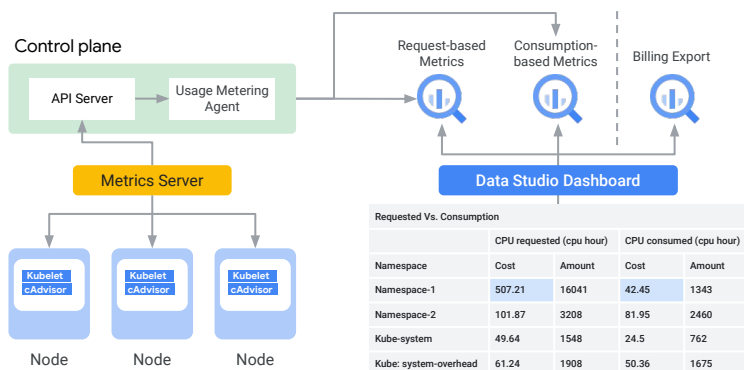 Control plane
API Server
Usage Metering
Agent
Request-based
Metrics
Consumption-
based Metrics
Billing Export
Metrics Server
Data Studio Dashboard
Kubelet
cAdvisor
Kubelet
cAdvisor
Kubelet
cAdvisor
Node
Node
Node
Requested Vs. Consumption
CPU requested (cpu hour) CPU consumed (cpu hour)
Namespace Cost Amount Cost Amount
Namespace-1 507.21 16041 42.45 1343
Namespace-2 101.87 3208 81.95 2460
Kube-system 49.64 1548 24.5 762
Kube: system-overhead 61.24 1908 50.36 1675